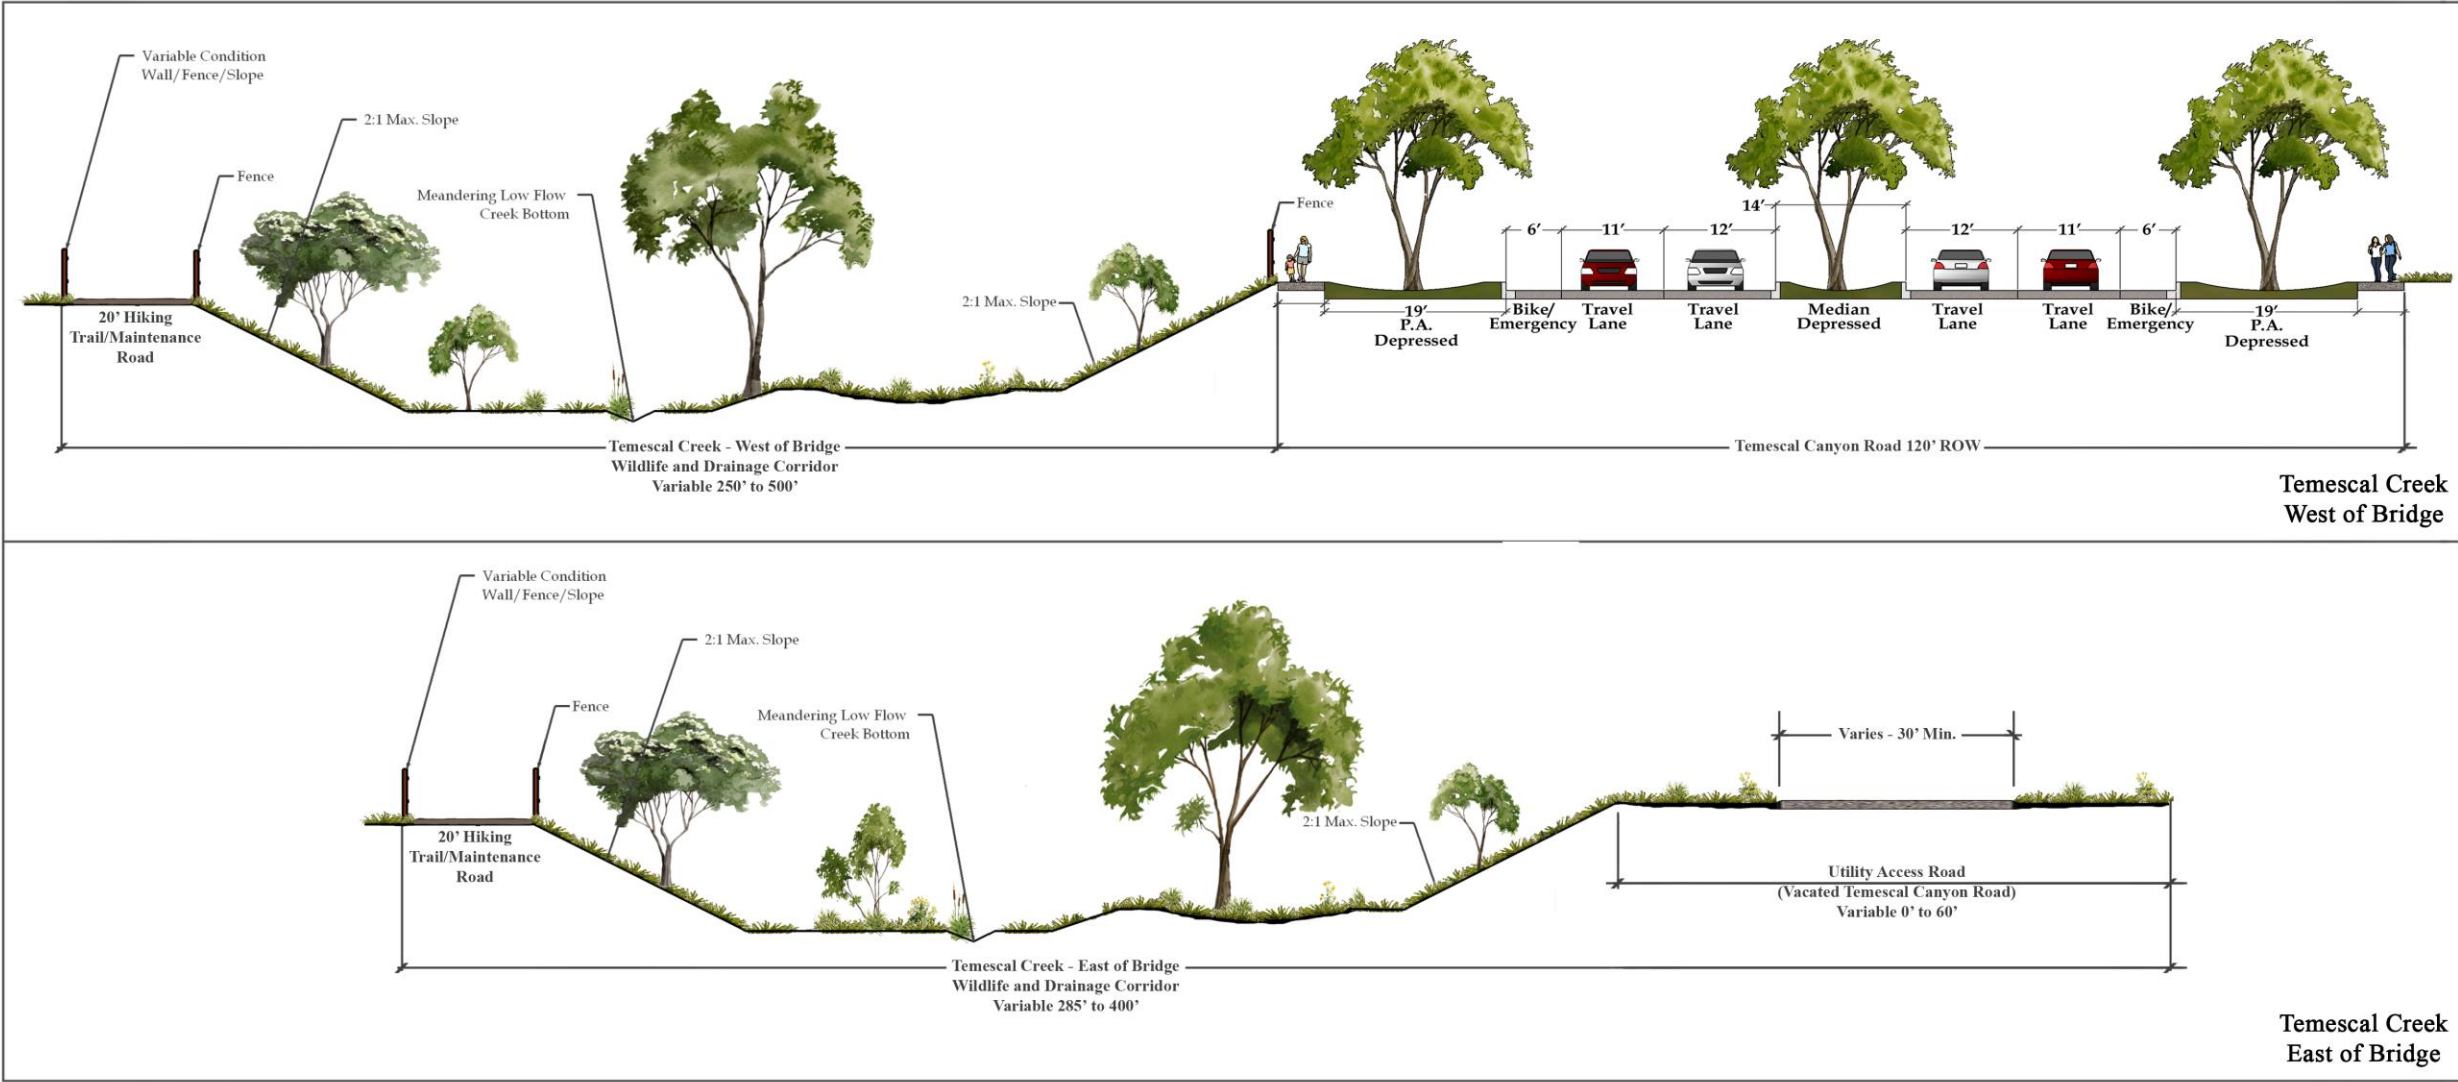 Variable Condition
Wall/Fence/Slope
2:1 Max. Slope
Fence
Meandering Low Flow
Creek Bottom
2:1 Max. Slope
Fence
14'
6'
11'
12'
12'
11'
6'
20' Hiking
Trail/Maintenance
Road
19'
P.A.
Depressed
Bike/
Emergency
Travel
Lane
Travel
Lane
Median
Depressed
Travel
Lane
Travel
Lane
Bike/
Emergency
19'
P.A.
Depressed
Temescal Creek - West of Bridge
Wildlife and Drainage Corridor
Variable 250' to 500'
Temescal Canyon Road 120' ROW
Temescal Creek
West of Bridge
Variable Condition
Wall/Fence/Slope
2:1 Max. Slope
Fence
Meandering Low Flow
Creek Bottom
2:1 Max. Slope
Varies - 30' Min.
20' Hiking
Trail/Maintenance
Road
Utility Access Road
(Vacated Temescal Canyon Road)
Variable 0' to 60'
Temescal Creek - East of Bridge
Wildlife and Drainage Corridor
Variable 285' to 400'
Temescal Creek
East of Bridge